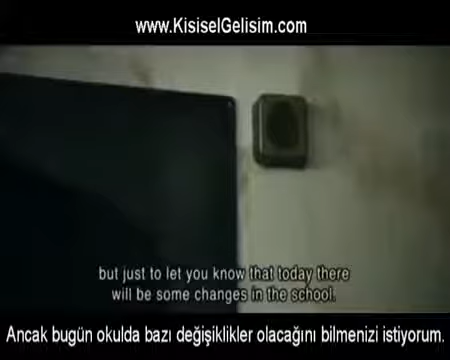 www.KisiselGelisim.com
but just to let you know that today there
will be some changes in the school.
Ancak bugün okulda bazı değişiklikler olacağını bilmenizi istiyorum.